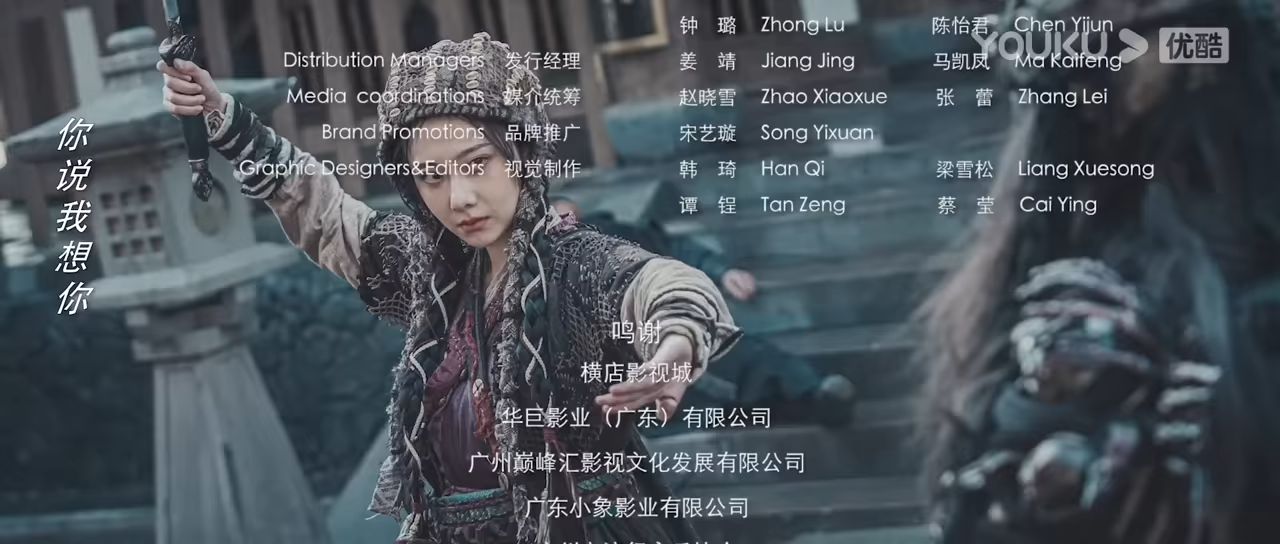 钟 璐 Zhong Lu 陈怡君 Chen Yijun
YOUKU 优酷
Distribution Managers 发行经理 姜 靖 Jiang Jing 马凯凤 Ma Kaifeng
Media coordinations 媒介统筹 赵晓雪 Zhao Xiaoxue 张 蕾 Zhang Lei
Brand Promotions 品牌推广 宋艺璇 Song Yixuan
Graphic Designers&Editors 视觉制作 韩 琦 Han Qi 梁雪松 Liang Xuesong
谭 锃 Tan Zeng 蔡 莹 Cai Ying
你说我想你
鸣谢
横店影视城
华巨影业（广东）有限公司
广州巅峰汇影视文化发展有限公司
广东小象影业有限公司